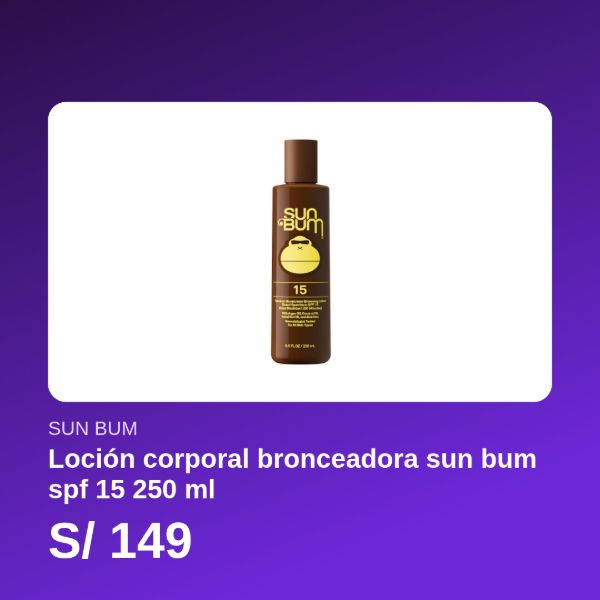 SUN
BUM
15
SUN BUM
Loción corporal bronceadora sun bum
spf 15 250 ml
S/ 149